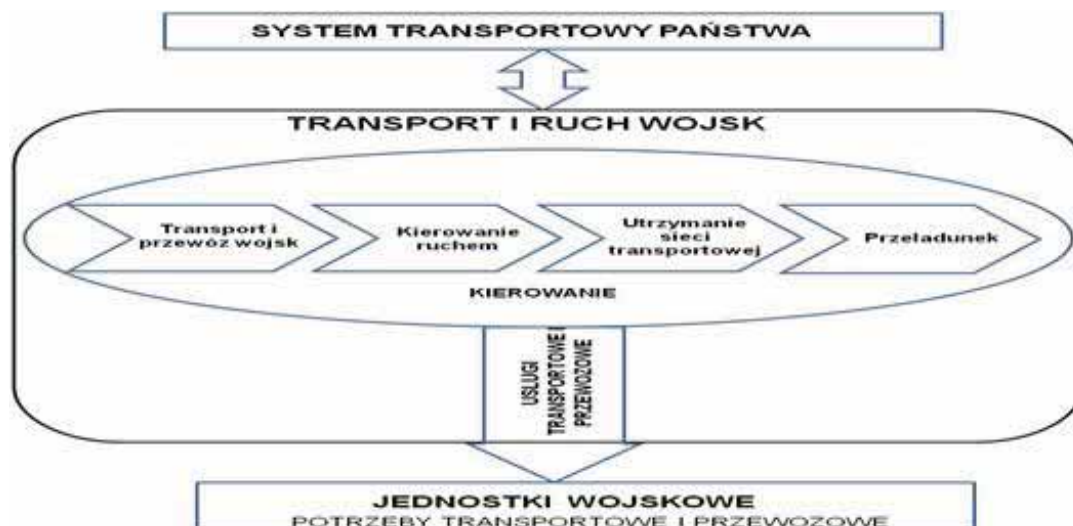 SYSTEM TRANSPORTOWY PAŃSTWA
TRANSPORT I RUCH WOJSK
Transport i
przewóz wojsk
Kierowanie
ruchem
Utrzymanie
sieci
transportowej
Przeładunek
KIEROWANIE
USŁUGI
TRANSPORTOWE I
PRZEWOZOWE
JEDNOSTKI WOJSKOWE
POTRZEBY TRANSPORTOWE I PRZEWOZOWE